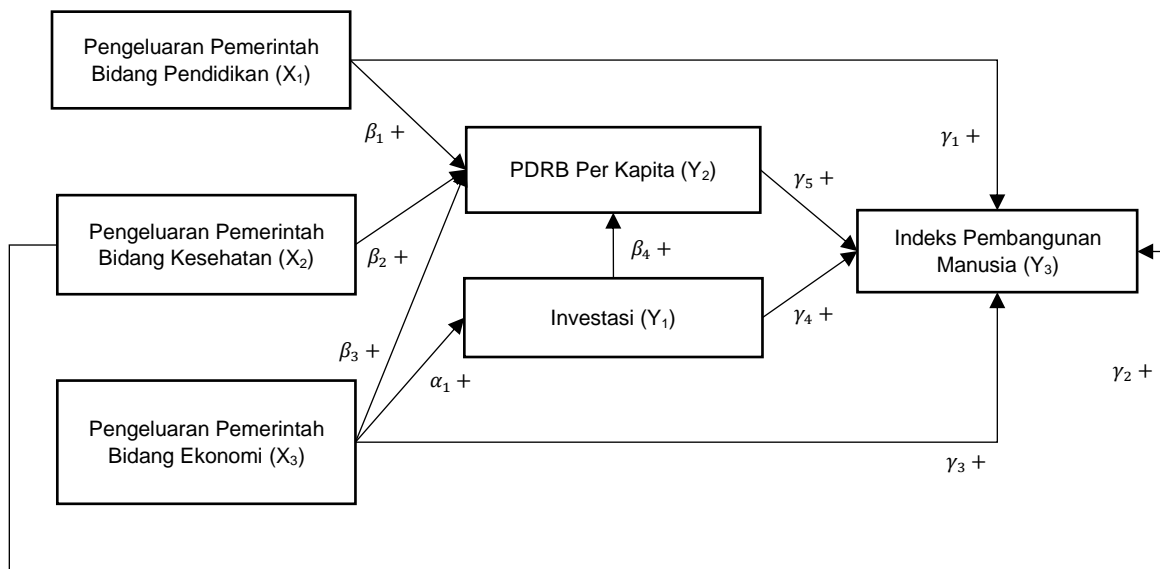 Pengeluaran Pemerintah
Bidang Pendidikan (X₁)
β₁ +
γ₁ +
PDRB Per Kapita (Y₂)
γ₅ +
Pengeluaran Pemerintah
Bidang Kesehatan (X₂)
β₂ +
β₄ +
Indeks Pembangunan
Manusia (Y₃)
Investasi (Y₁)
γ₄ +
β₃ +
α₁ +
γ₂ +
Pengeluaran Pemerintah
Bidang Ekonomi (X₃)
γ₃ +